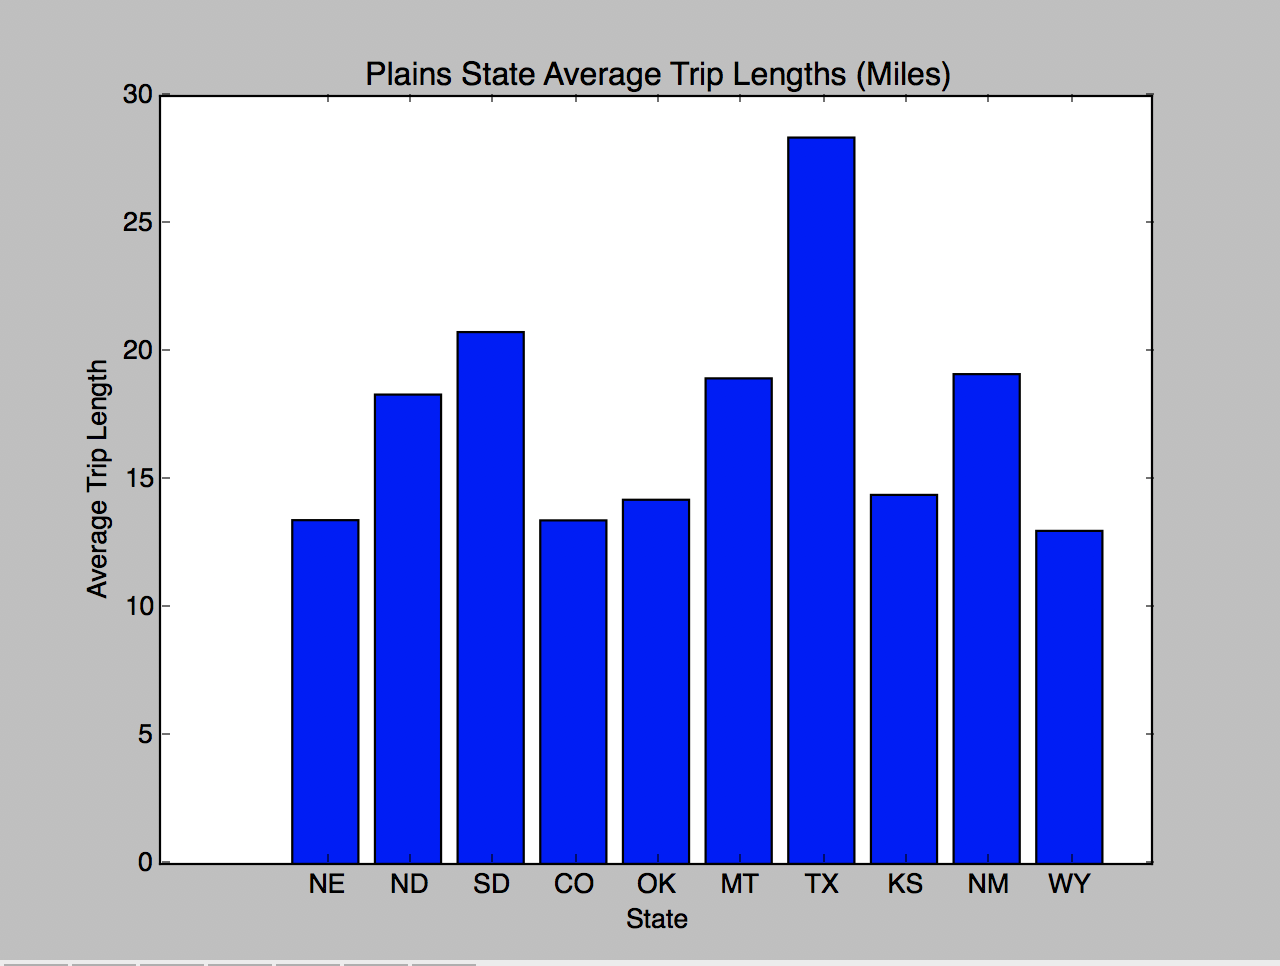 Plains State Average Trip Lengths (Miles)
30
25
20
15
10
5
0
Average Trip Length
NE ND SD CO OK MT TX KS NM WY
State